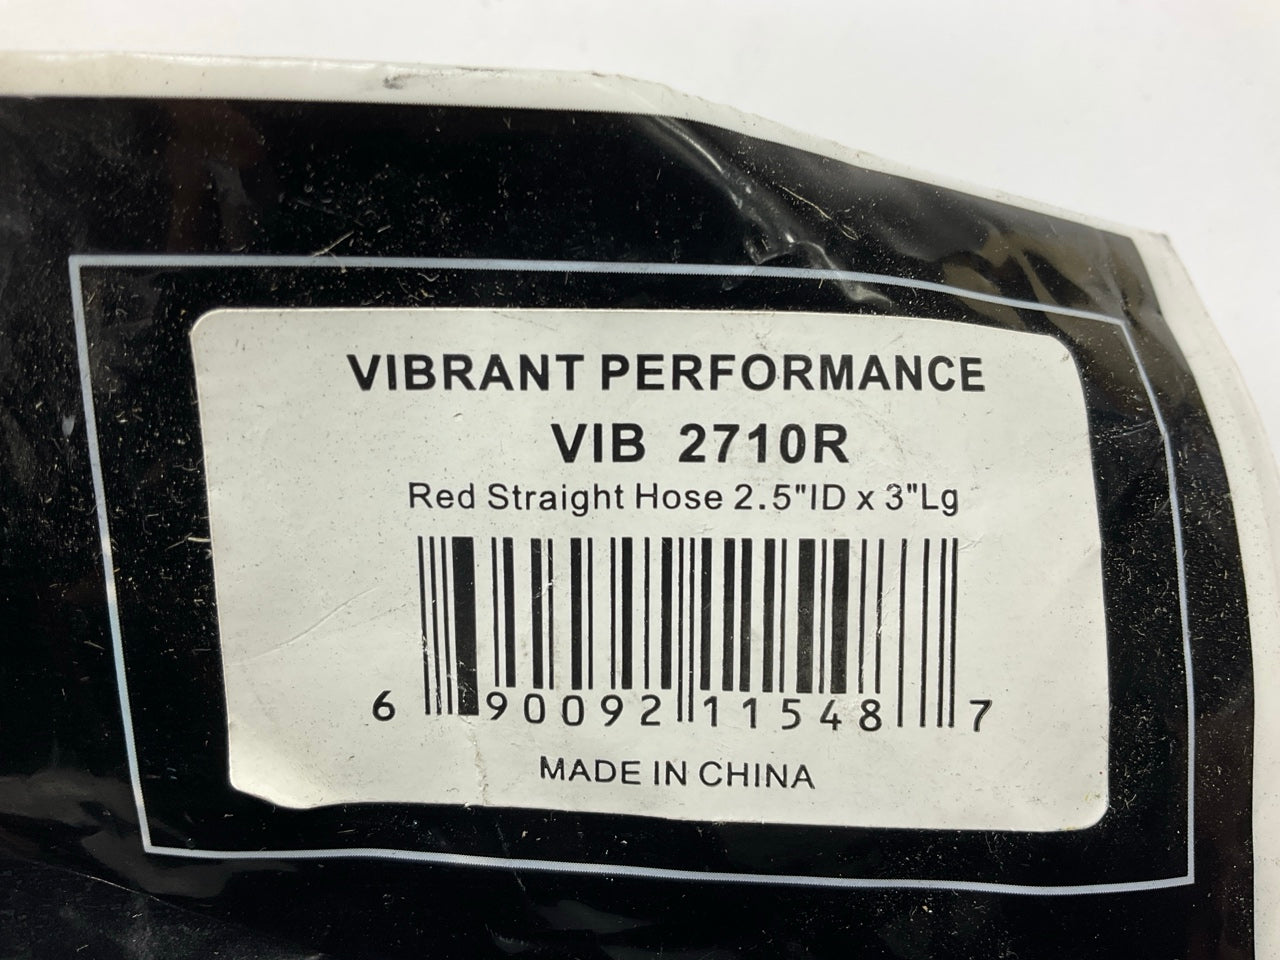 VIBRANT PERFORMANCE
VIB 2710R
Red Straight Hose 2.5"ID x 3"Lg
6 90092 11548 7
MADE IN CHINA